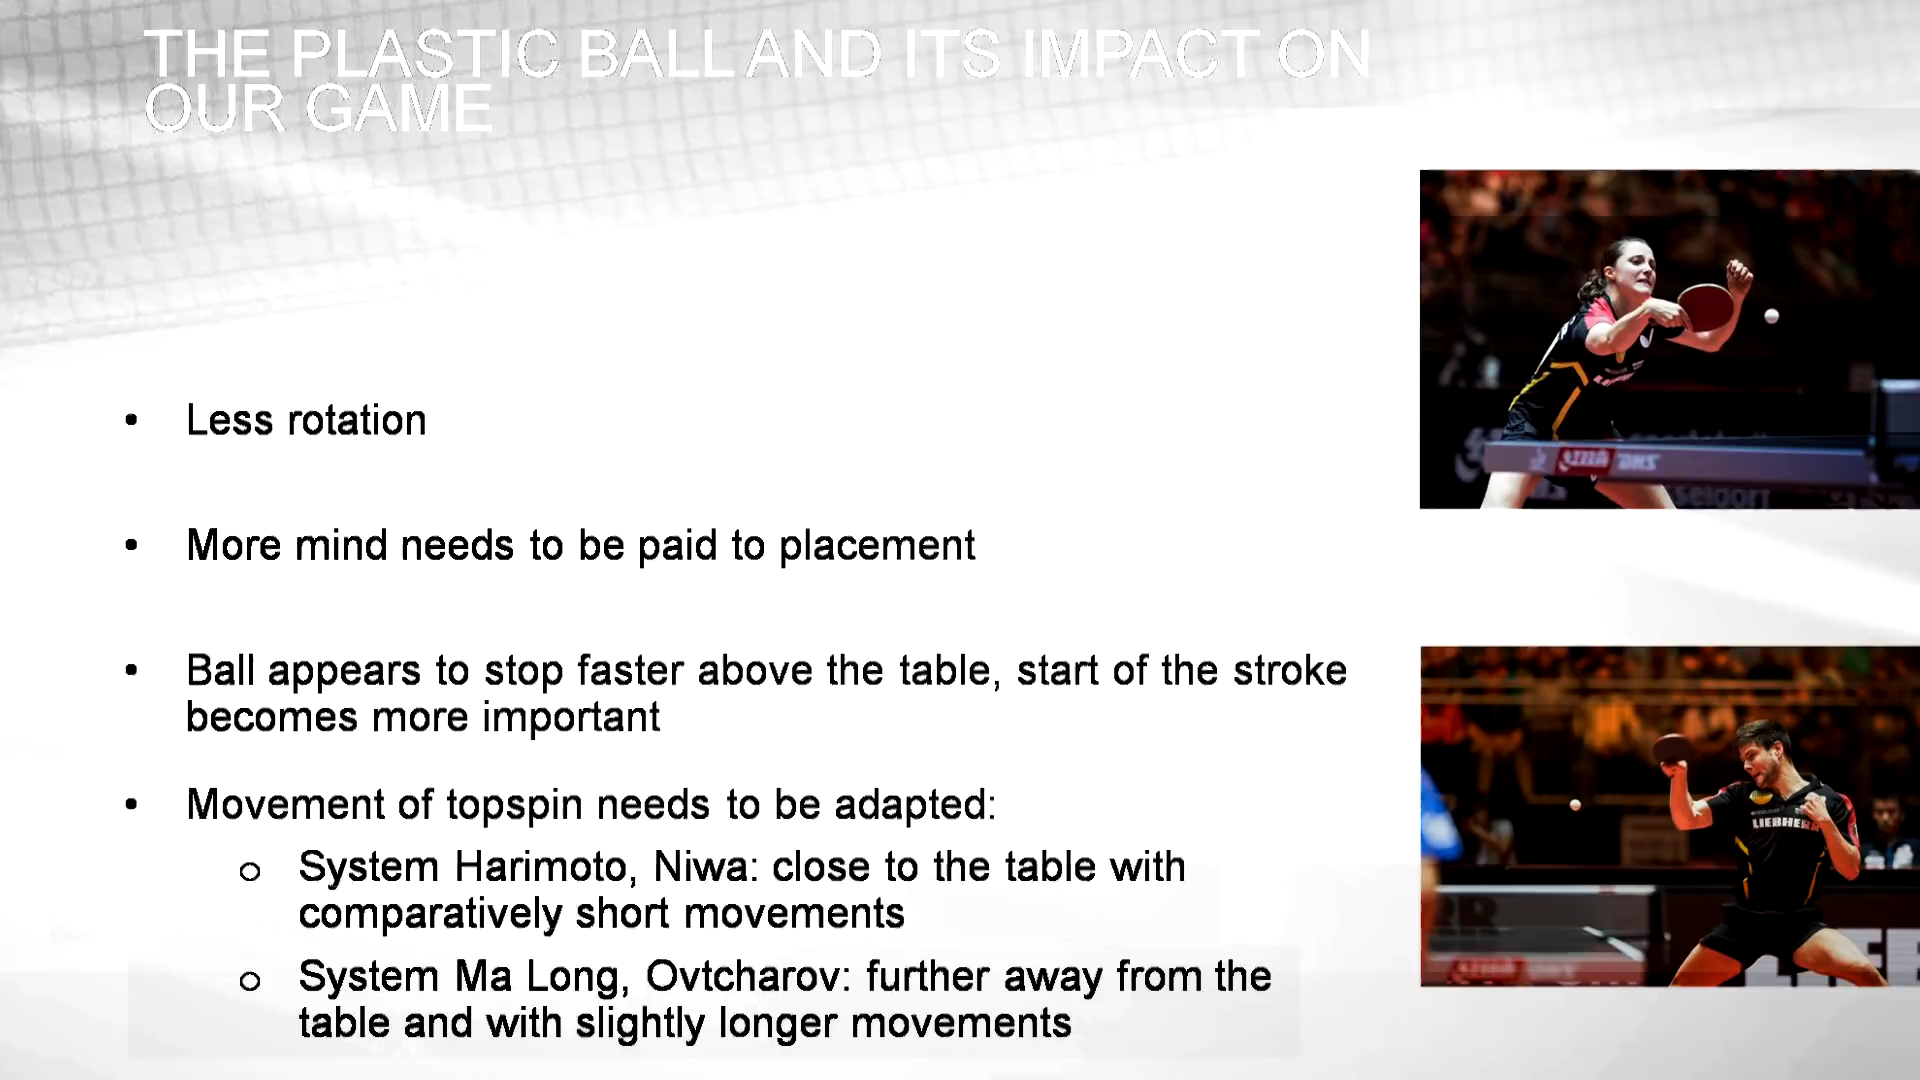 THE PLASTIC BALL AND ITS IMPACT ON
OUR GAME
• Less rotation
• More mind needs to be paid to placement
• Ball appears to stop faster above the table, start of the stroke
becomes more important
• Movement of topspin needs to be adapted:
o System Harimoto, Niwa: close to the table with
comparatively short movements
o System Ma Long, Ovtcharov: further away from the
table and with slightly longer movements
LIEBHERR